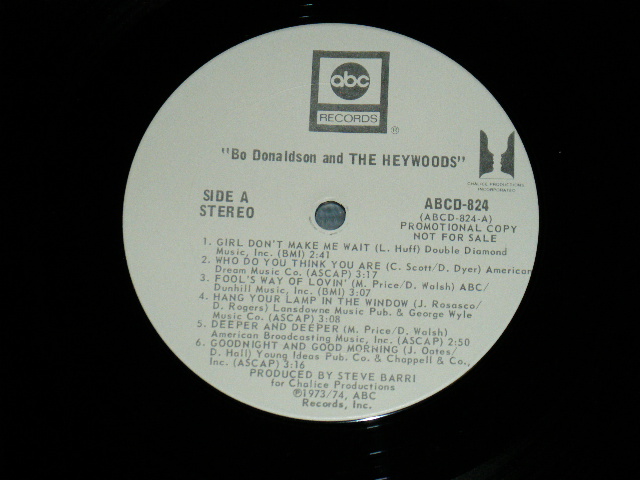 abc
RECORDS
®
"Bo Donaldson and THE HEYWOODS"
CHALICE PRODUCTIONS
INCORPORATED
SIDE A
STEREO
ABCD-824
(ABCD-824-A)
PROMOTIONAL COPY
NOT FOR SALE
1. GIRL DON'T MAKE ME WAIT (L. Huff) Double Diamond
Music, Inc. (BMI) 2:41
2. WHO DO YOU THINK YOU ARE (C. Scott/D. Dyer) American
Dream Music Co. (ASCAP) 3:17
3. FOOL'S WAY OF LOVIN' (M. Price/D. Walsh) ABC/
Dunhill Music, Inc. (BMI) 3:07
4. HANG YOUR LAMP IN THE WINDOW (J. Rosasco/
D. Rogers) Lansdowne Music Pub. & George Wyle
Music Co. (ASCAP) 3:08
5. DEEPER AND DEEPER (M. Price/D. Walsh)
American Broadcasting Music, Inc. (ASCAP) 2:50
6. GOODNIGHT AND GOOD MORNING (J. Oates/
D. Hall) Young Ideas Pub. Co. & Chappell & Co.,
Inc. (ASCAP) 3:16
PRODUCED BY STEVE BARRI
for Chalice Productions
℗1973/74, ABC
Records, Inc.